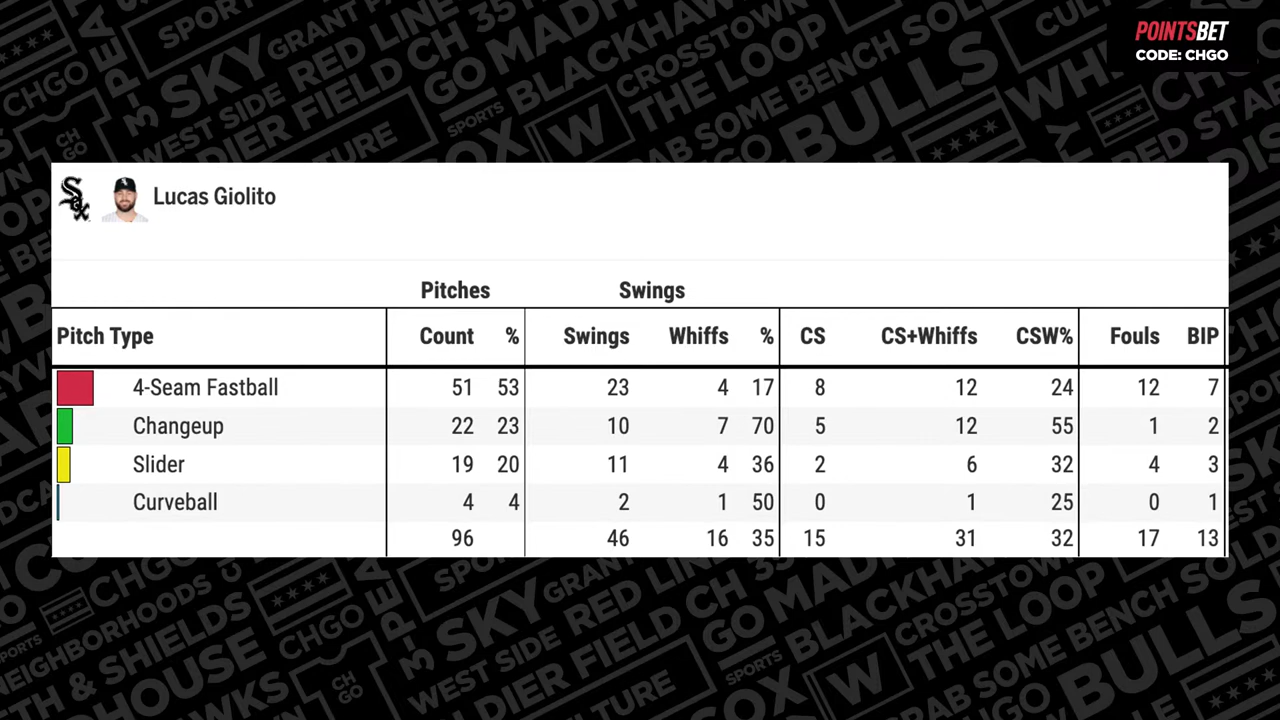 POINTSBET
CODE: CHGO
Sox
Lucas Giolito
Pitches Swings
Pitch Type Count % Swings Whiffs % CS CS+Whiffs CSW% Fouls BIP
4-Seam Fastball 51 53 23 4 17 8 12 24 12 7
Changeup 22 23 10 7 70 5 12 55 1 2
Slider 19 20 11 4 36 2 6 32 4 3
Curveball 4 4 2 1 50 0 1 25 0 1
96 46 16 35 15 31 32 17 13